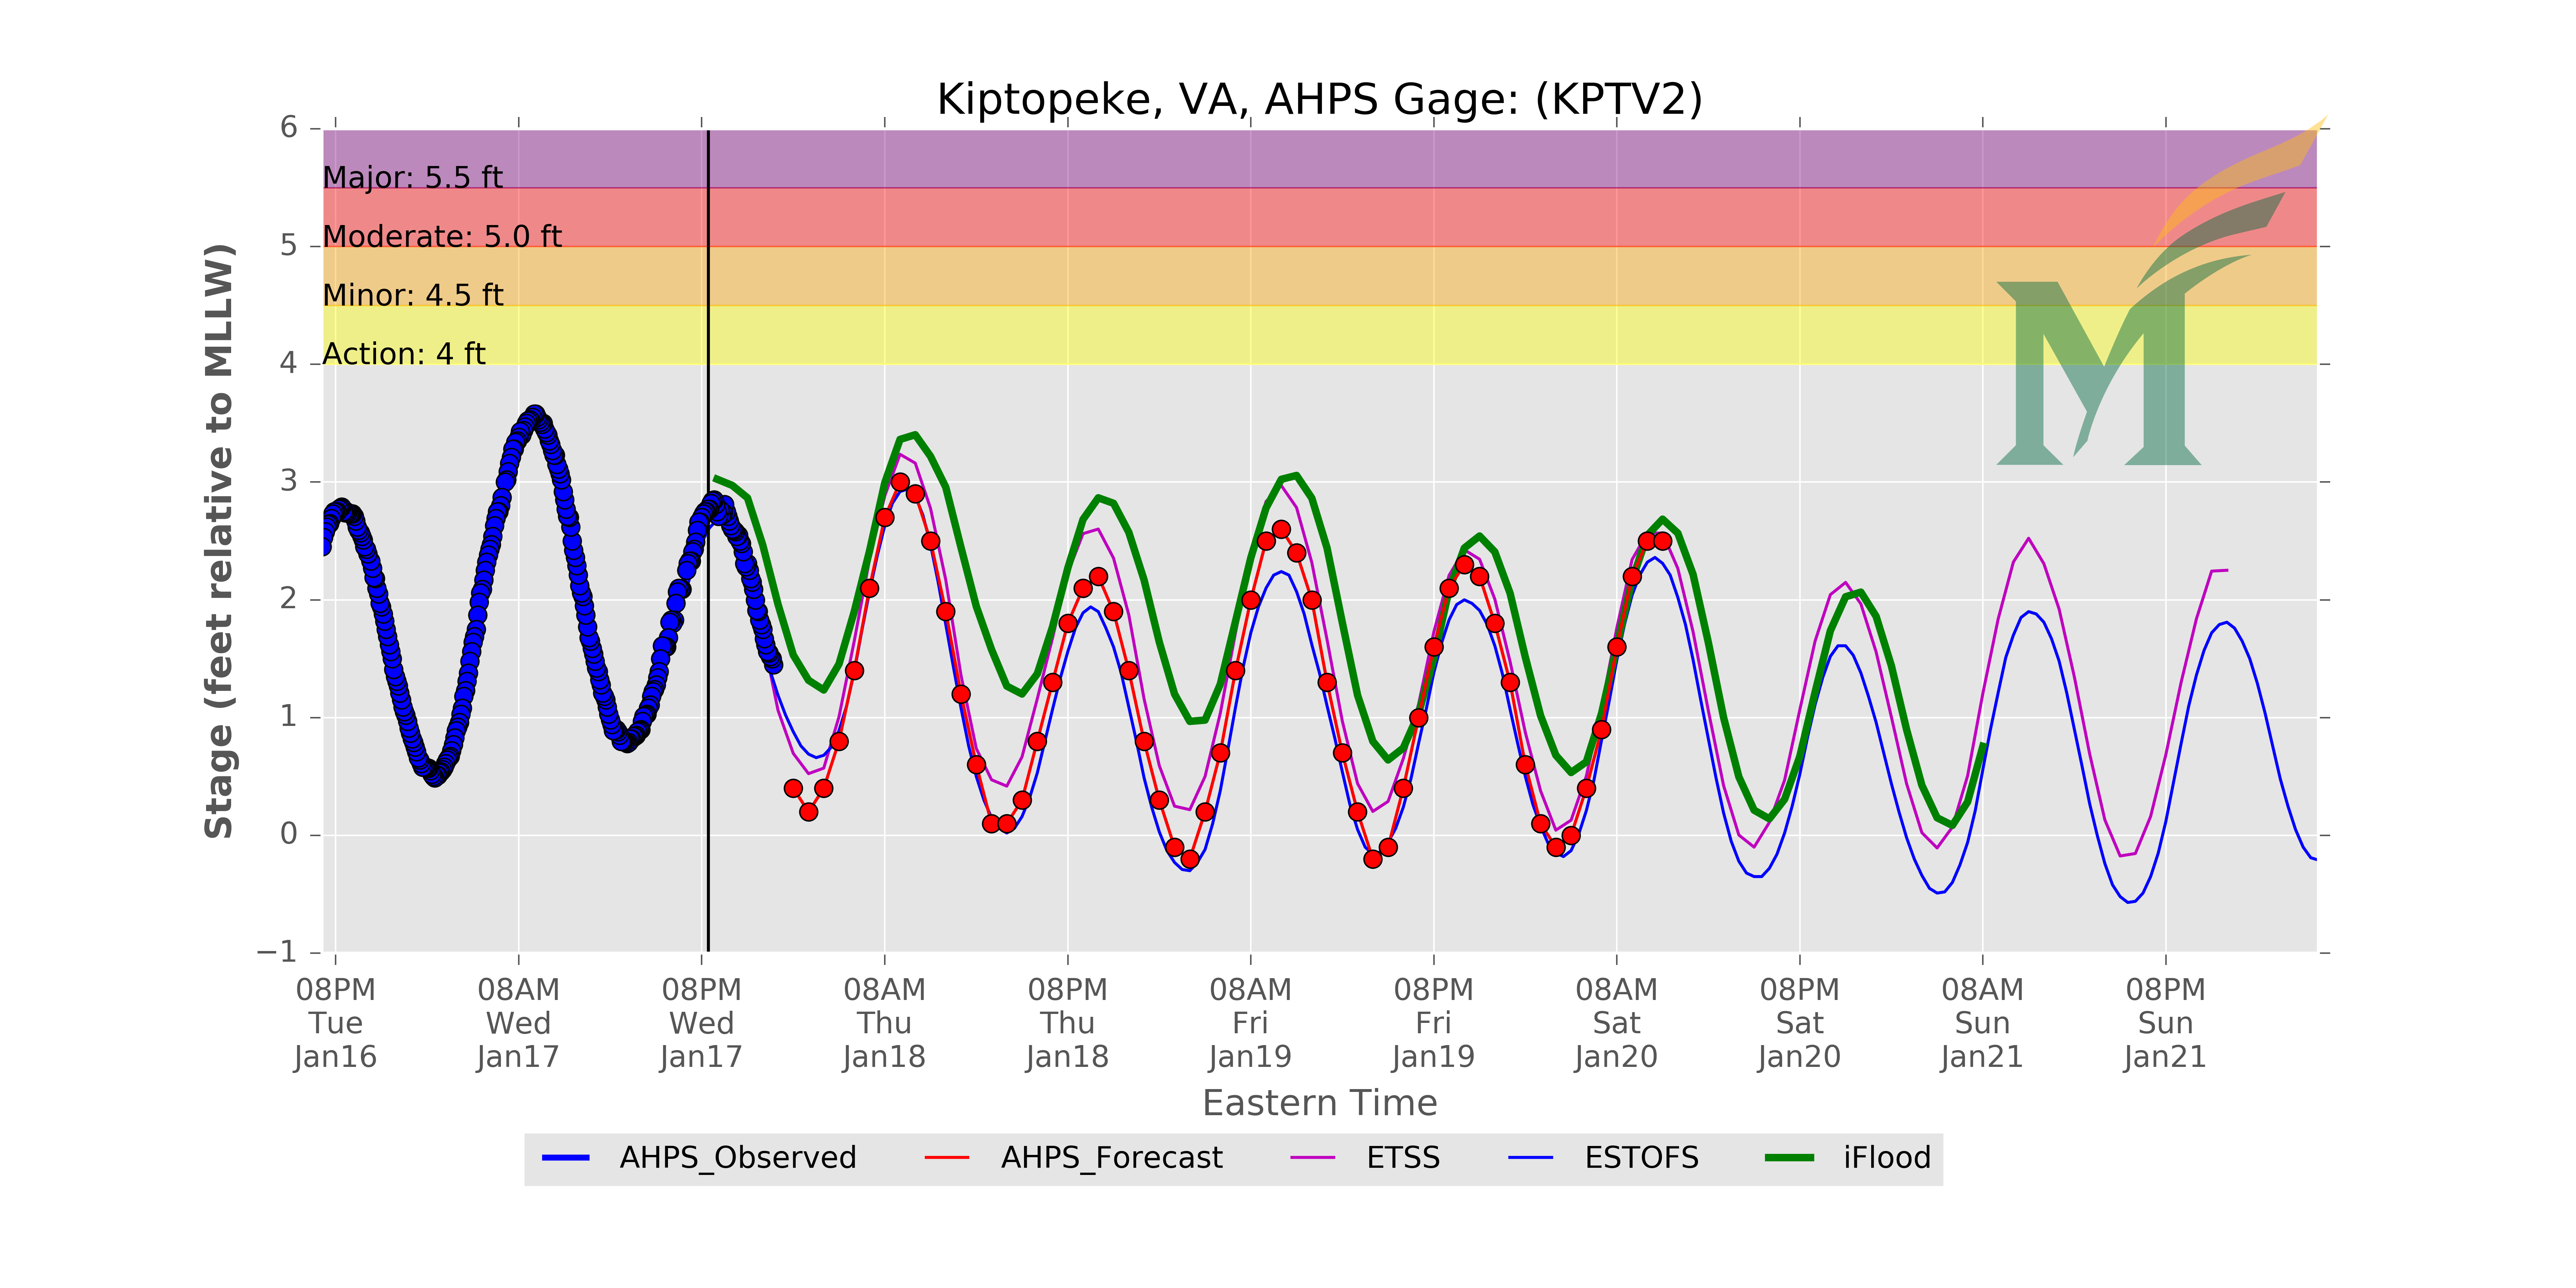 Kiptopeke, VA, AHPS Gage: (KPTV2)
6
5
4
3
2
1
0
−1
Stage (feet relative to MLLW)
Major: 5.5 ft
Moderate: 5.0 ft
Minor: 4.5 ft
Action: 4 ft
M
08PM 08AM 08PM 08AM 08PM 08AM 08PM 08AM 08PM 08AM 08PM
Tue Wed Wed Thu Thu Fri Fri Sat Sat Sun Sun
Jan16 Jan17 Jan17 Jan18 Jan18 Jan19 Jan19 Jan20 Jan20 Jan21 Jan21
Eastern Time
AHPS_Observed AHPS_Forecast ETSS ESTOFS iFlood